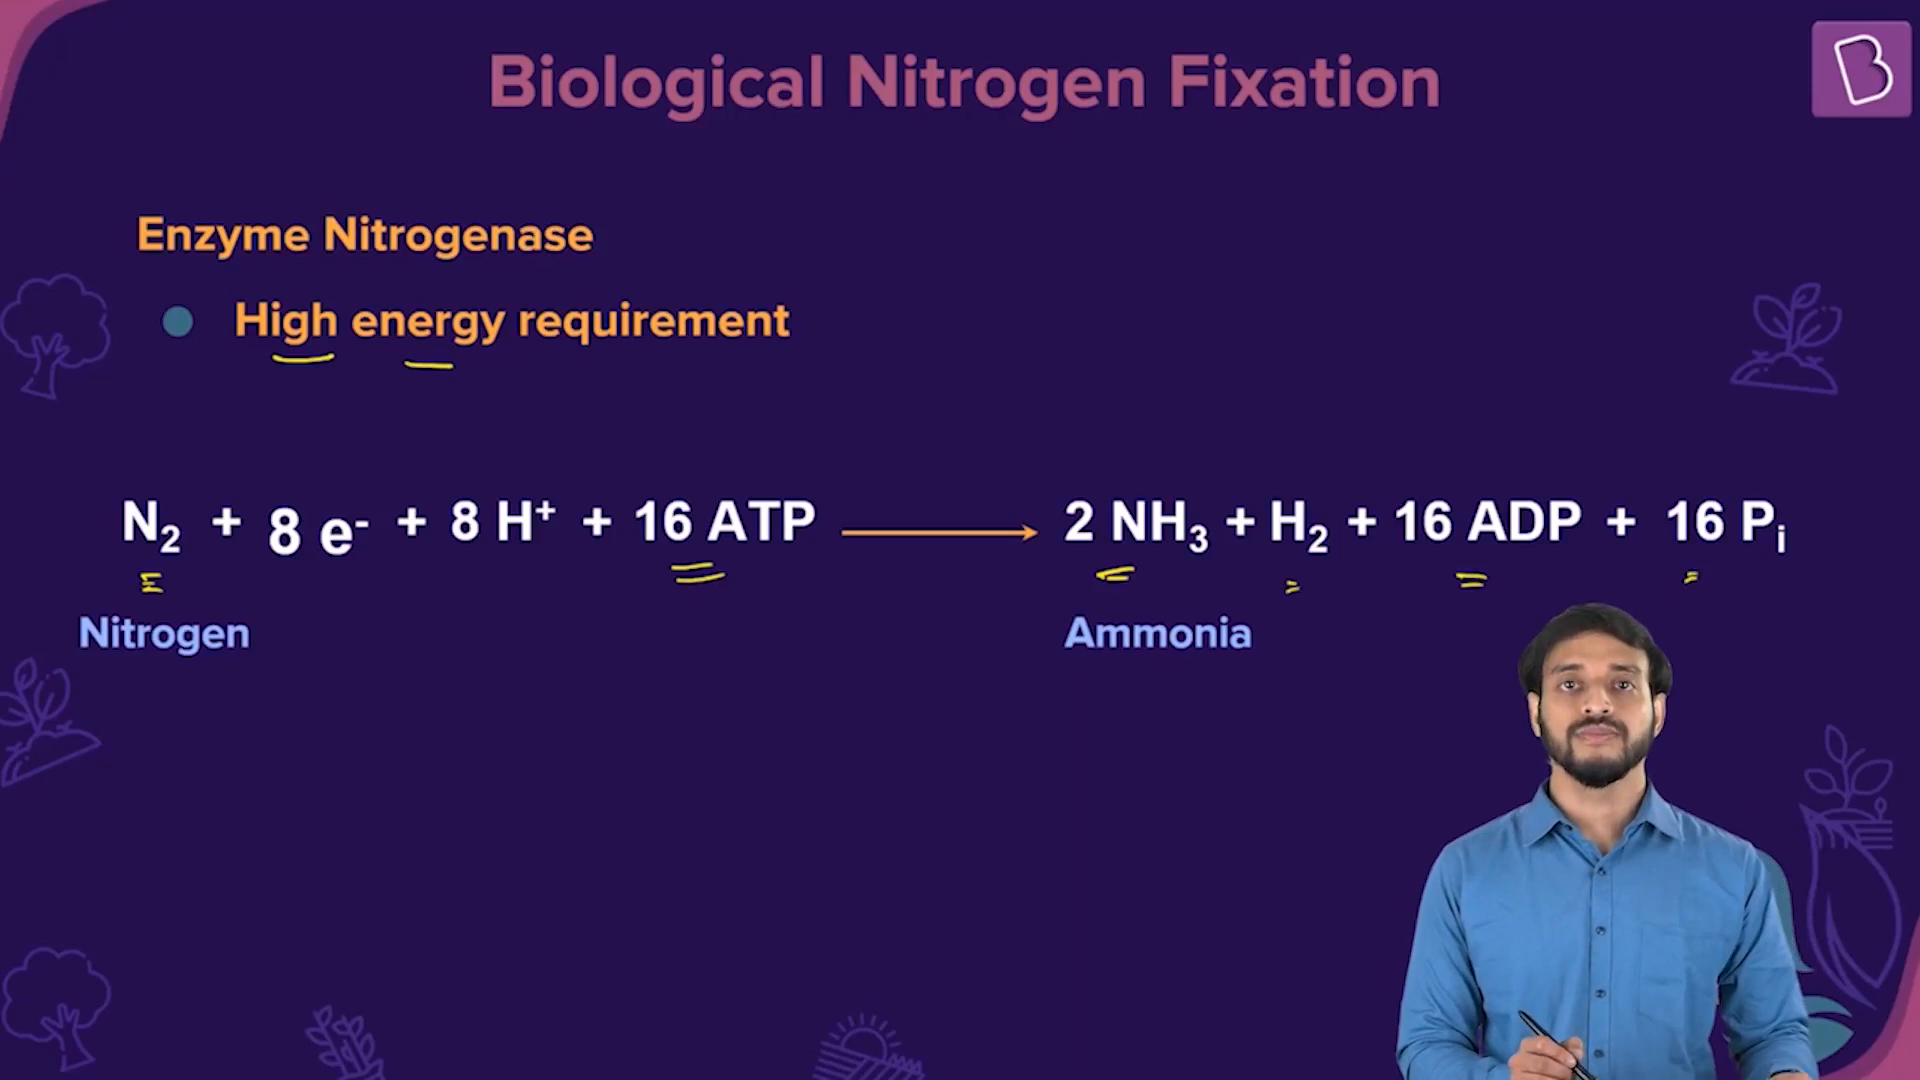 Biological Nitrogen Fixation
B
Enzyme Nitrogenase
High energy requirement
N₂ + 8 e⁻ + 8 H⁺ + 16 ATP ⟶ 2 NH₃ + H₂ + 16 ADP + 16 Pᵢ
Nitrogen Ammonia